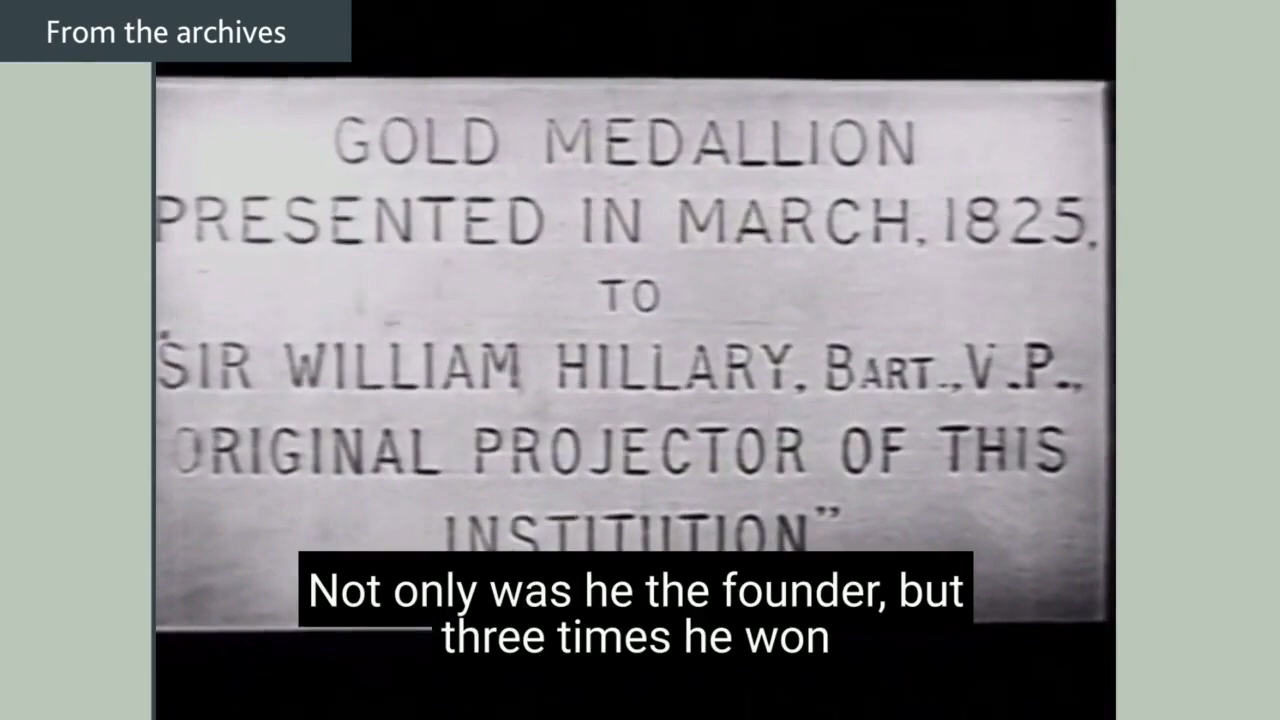 From the archives
GOLD MEDALLION
PRESENTED IN MARCH, 1825,
TO
"SIR WILLIAM HILLARY, BART., V.P.,
ORIGINAL PROJECTOR OF THIS
INSTITUTION"
Not only was he the founder, but
three times he won